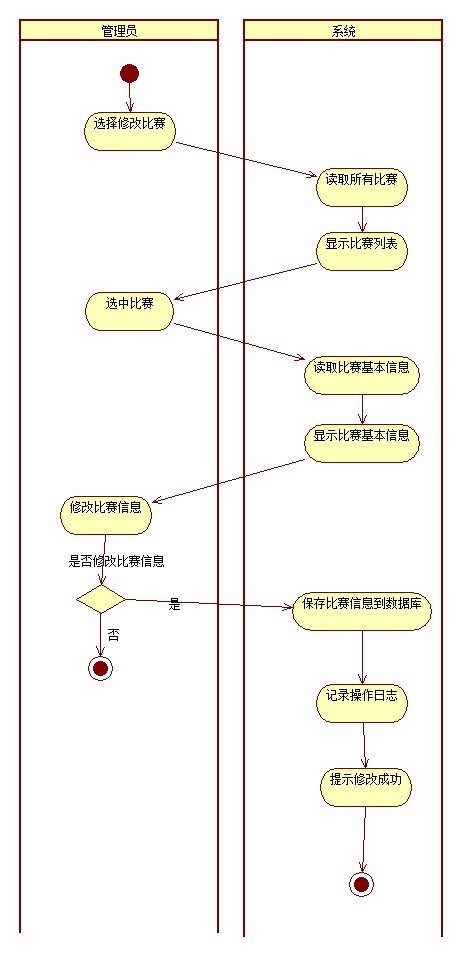 管理员
系统
选择修改比赛
读取所有比赛
显示比赛列表
选中比赛
读取比赛基本信息
显示比赛基本信息
修改比赛信息
是否修改比赛信息
是
保存比赛信息到数据库
否
记录操作日志
提示修改成功